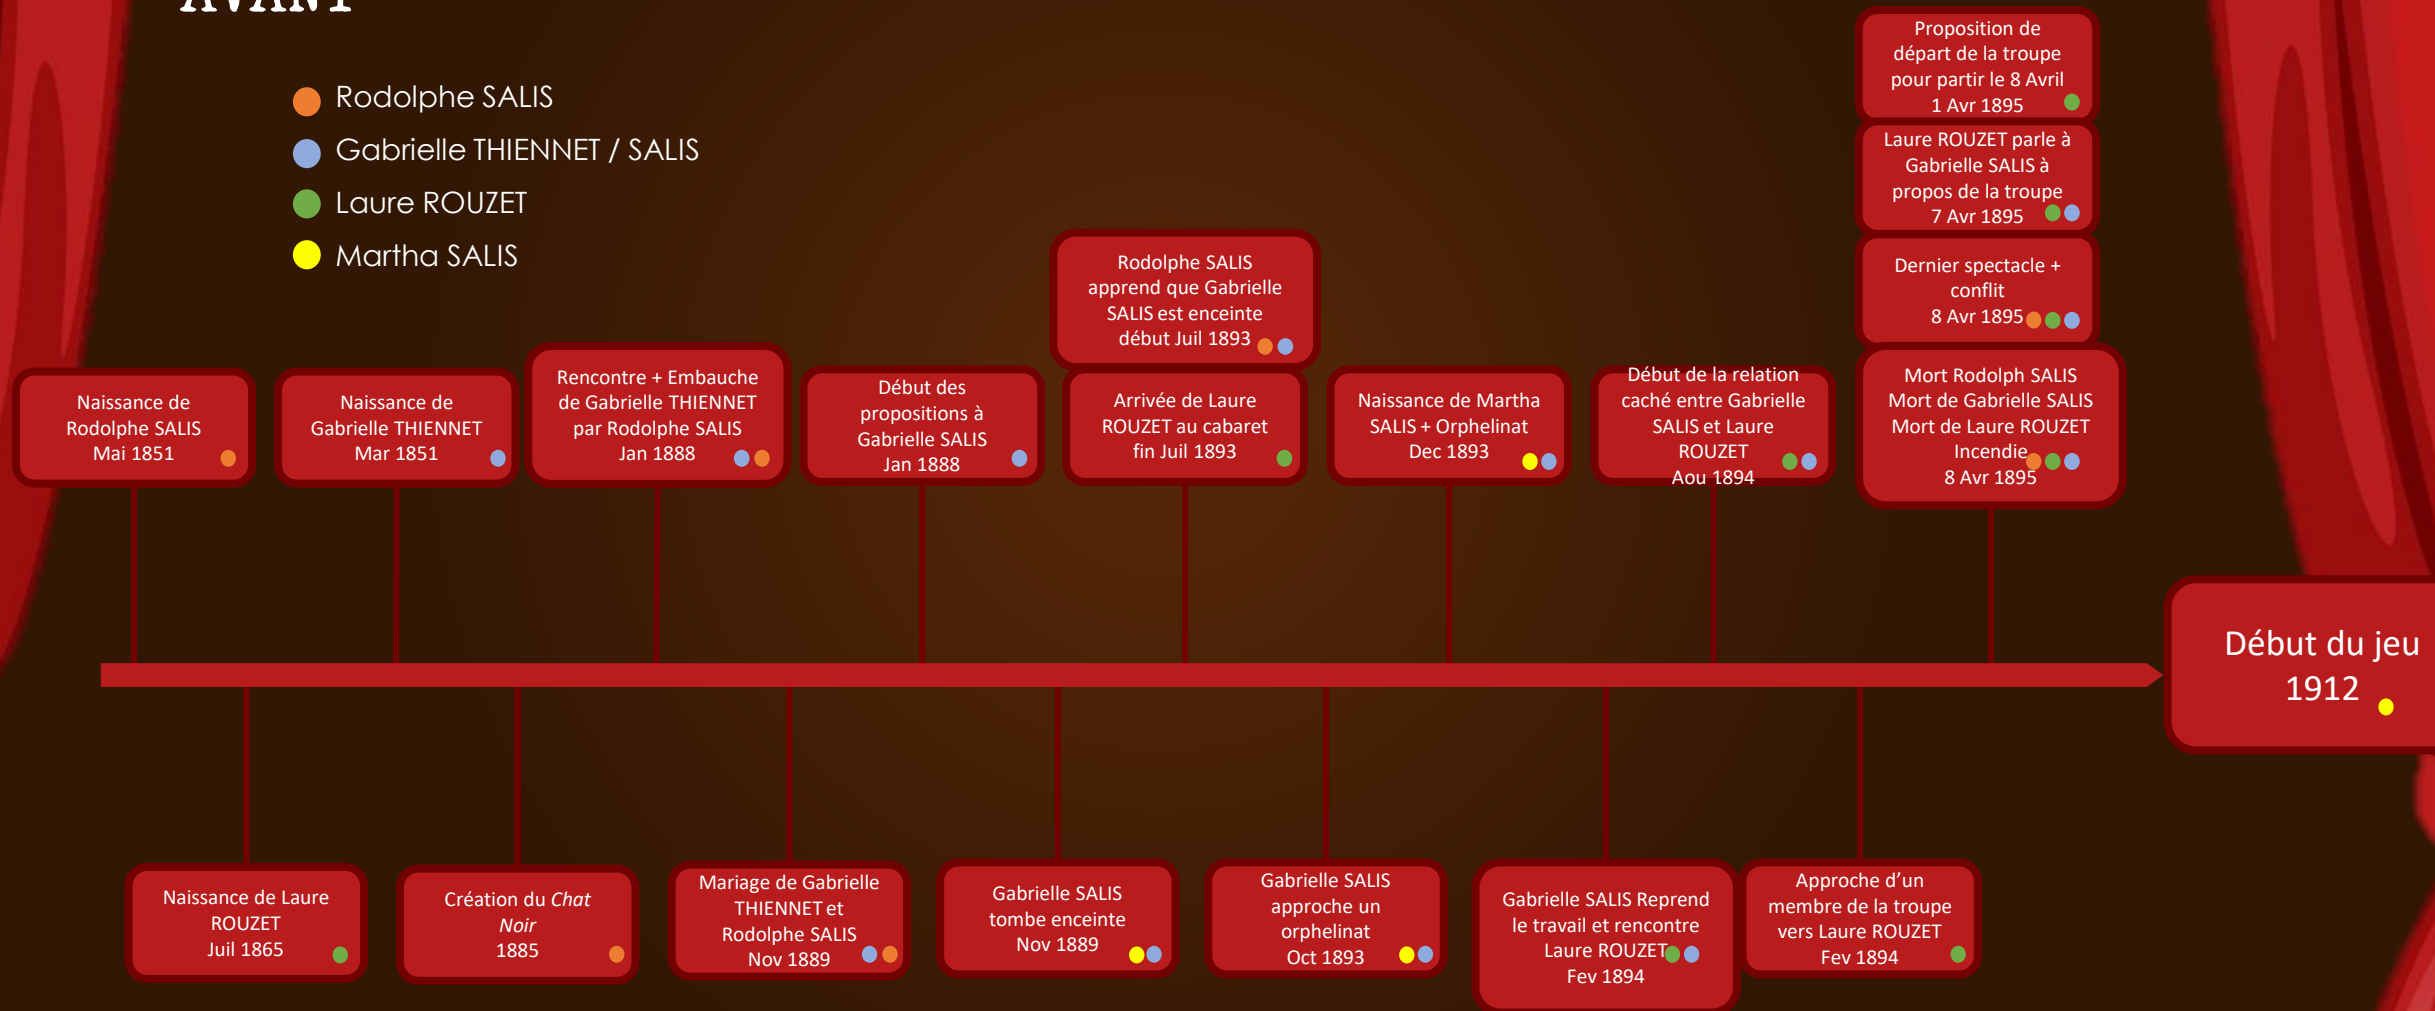 AVANT
Rodolphe SALIS
Gabrielle THIENNET / SALIS
Laure ROUZET
Martha SALIS
Naissance de
Rodolphe SALIS
Mai 1851
Naissance de
Gabrielle THIENNET
Mar 1851
Rencontre + Embauche
de Gabrielle THIENNET
par Rodolphe SALIS
Jan 1888
Début des
propositions à
Gabrielle SALIS
Jan 1888
Rodolphe SALIS
apprend que Gabrielle
SALIS est enceinte
début Juil 1893
Arrivée de Laure
ROUZET au cabaret
fin Juil 1893
Naissance de Martha
SALIS + Orphelinat
Dec 1893
Début de la relation
caché entre Gabrielle
SALIS et Laure
ROUZET
Aou 1894
Proposition de
départ de la troupe
pour partir le 8 Avril
1 Avr 1895
Laure ROUZET parle à
Gabrielle SALIS à
propos de la troupe
7 Avr 1895
Dernier spectacle +
conflit
8 Avr 1895
Mort Rodolph SALIS
Mort de Gabrielle SALIS
Mort de Laure ROUZET
Incendie
8 Avr 1895
Début du jeu
1912
Naissance de Laure
ROUZET
Juil 1865
Création du Chat
Noir
1885
Mariage de Gabrielle
THIENNET et
Rodolphe SALIS
Nov 1889
Gabrielle SALIS
tombe enceinte
Nov 1889
Gabrielle SALIS
approche un
orphelinat
Oct 1893
Gabrielle SALIS Reprend
le travail et rencontre
Laure ROUZET
Fev 1894
Approche d’un
membre de la troupe
vers Laure ROUZET
Fev 1894